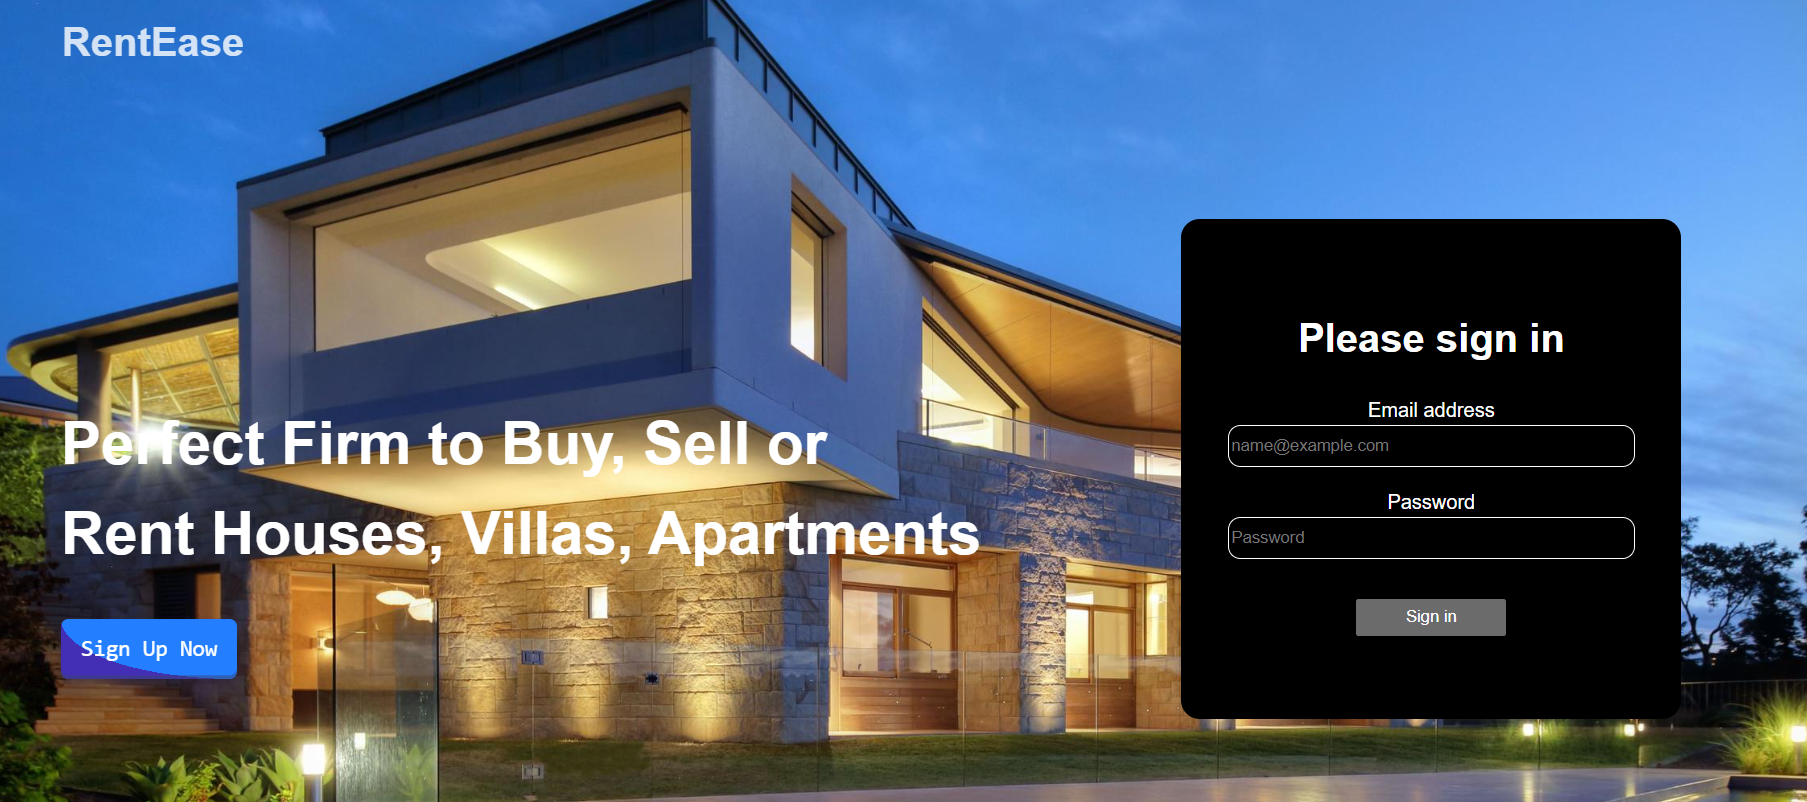 RentEase
Perfect Firm to Buy, Sell or
Rent Houses, Villas, Apartments
Sign Up Now
Please sign in
Email address
name@example.com
Password
Password
Sign in